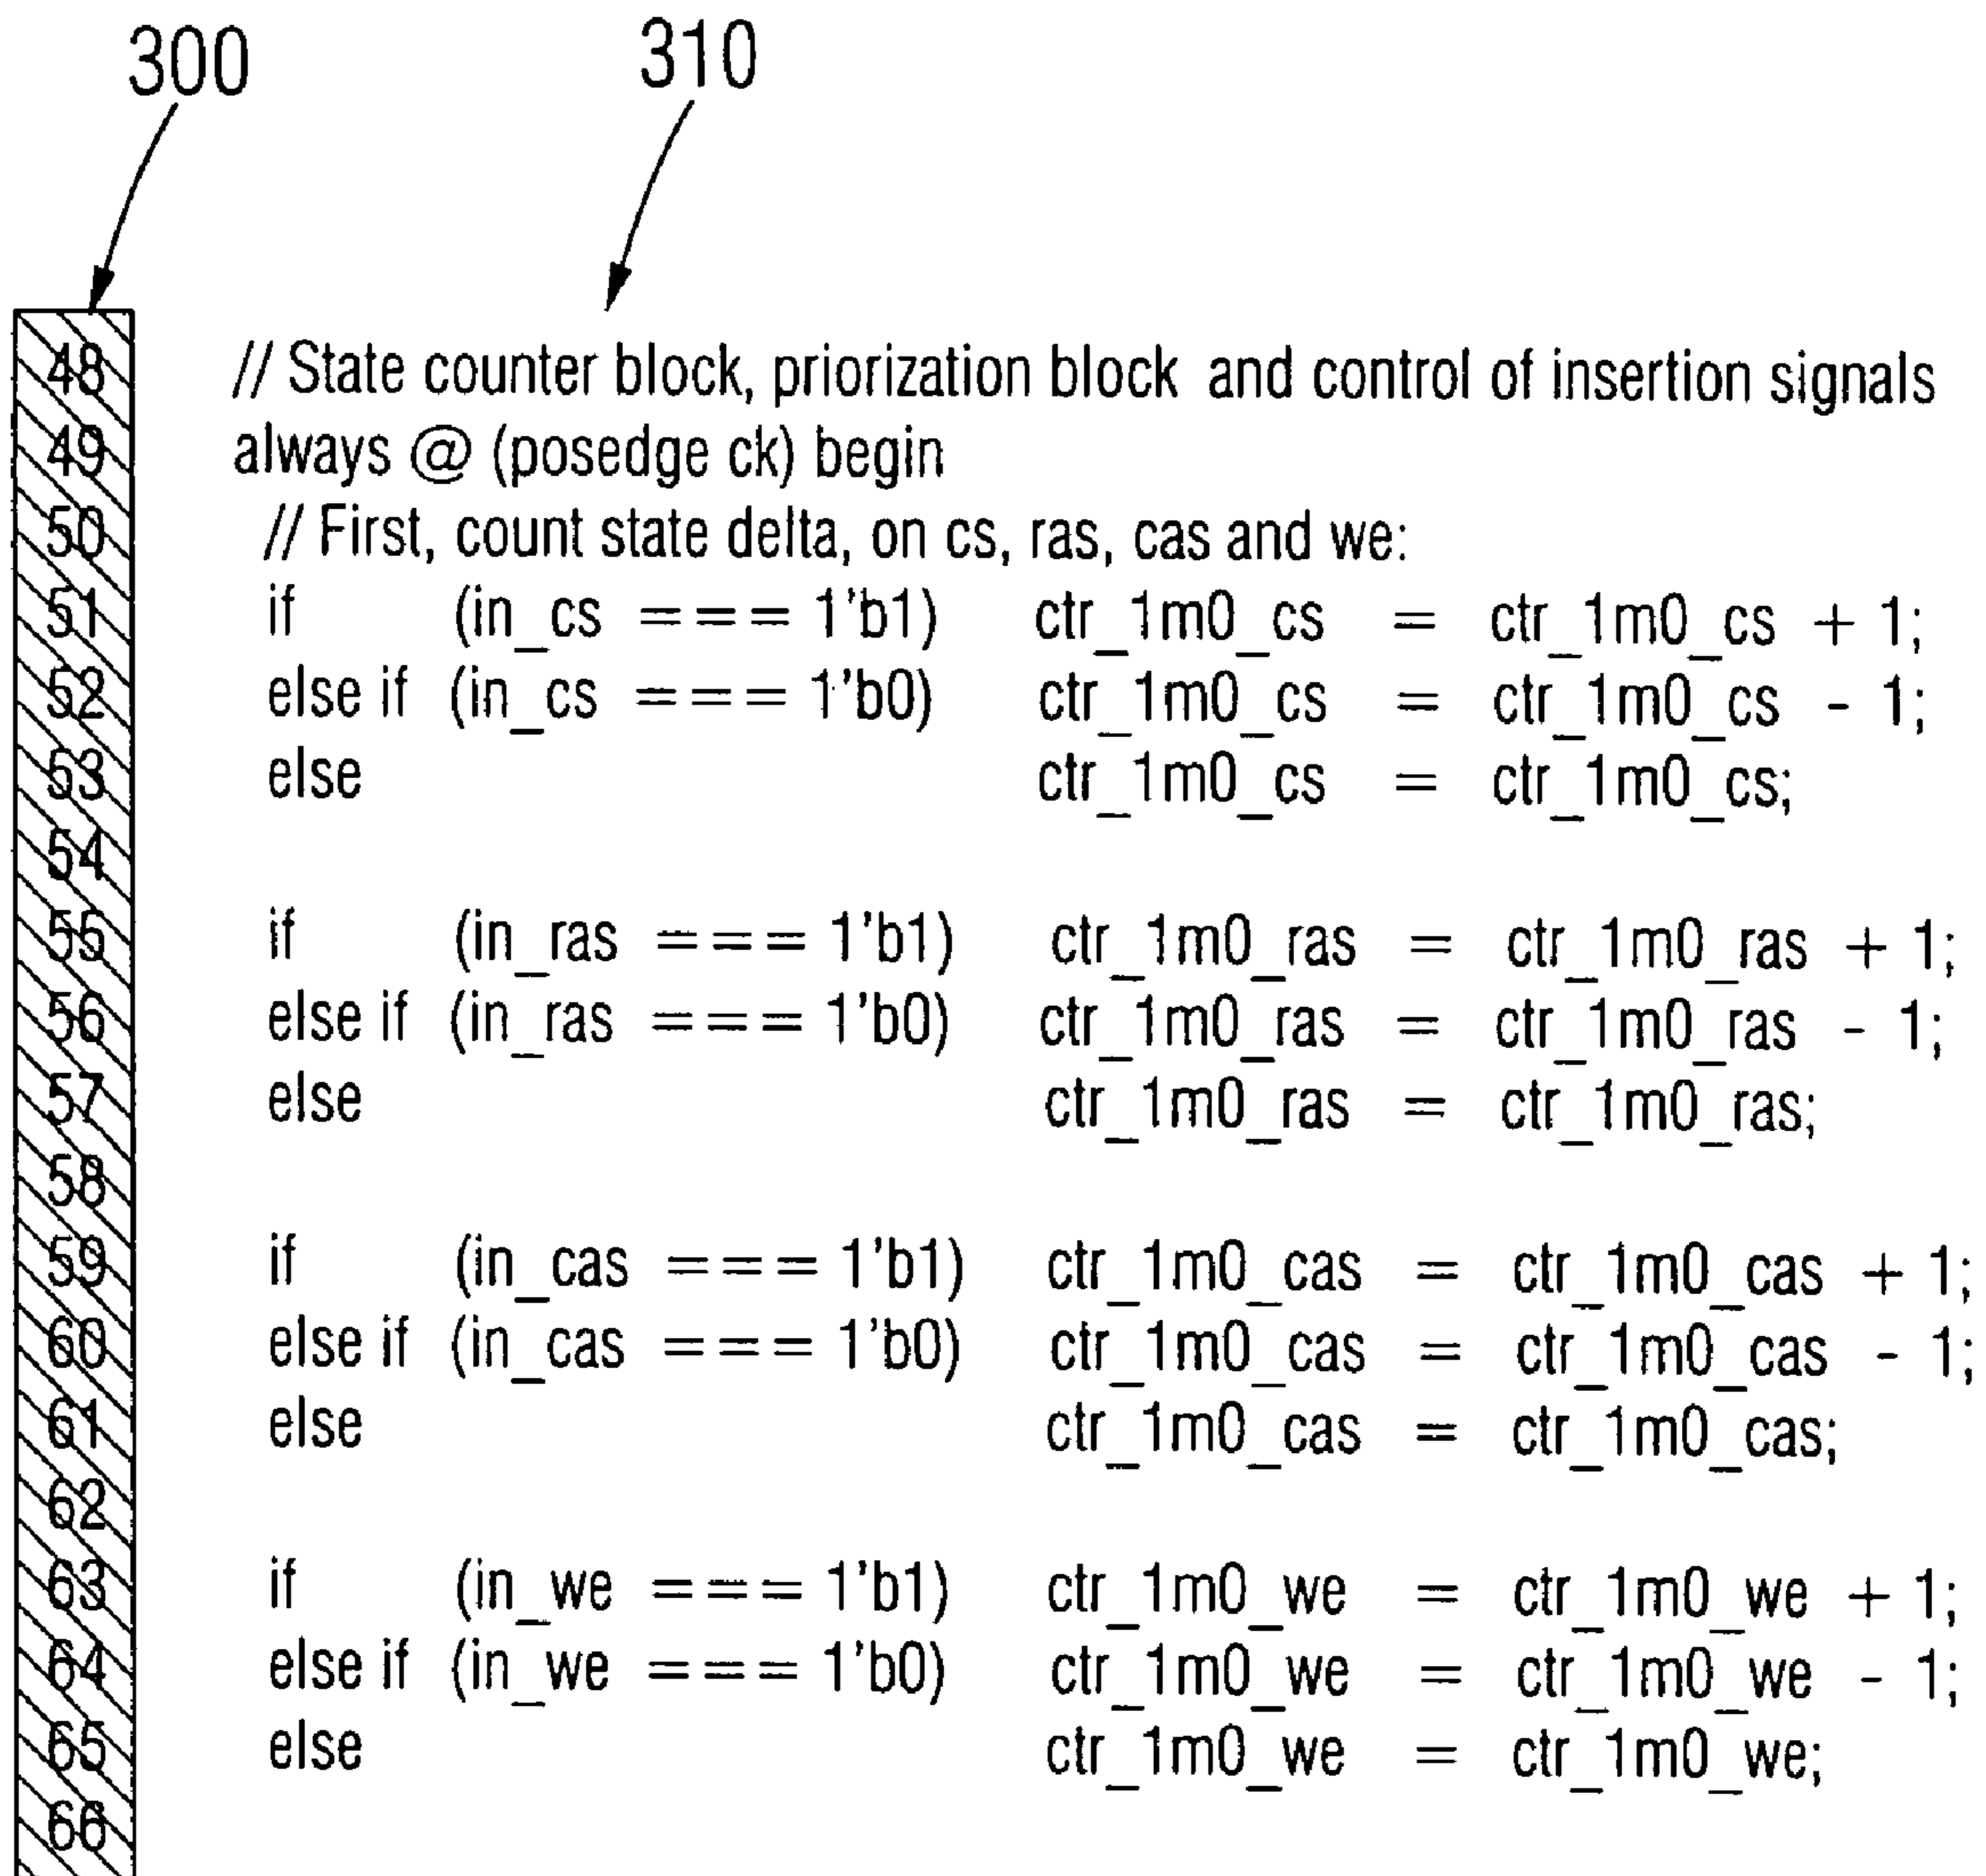 300 310
48 // State counter block, priorization block and control of insertion signals
49 always @ (posedge ck) begin
50 // First, count state delta, on cs, ras, cas and we:
51 if (in_cs === 1'b1) ctr_1m0_cs = ctr_1m0_cs + 1;
52 else if (in_cs === 1'b0) ctr_1m0_cs = ctr_1m0_cs - 1;
53 else ctr_1m0_cs = ctr_1m0_cs;
54
55 if (in_ras === 1'b1) ctr_1m0_ras = ctr_1m0_ras + 1;
56 else if (in_ras === 1'b0) ctr_1m0_ras = ctr_1m0_ras - 1;
57 else ctr_1m0_ras = ctr_1m0_ras;
58
59 if (in_cas === 1'b1) ctr_1m0_cas = ctr_1m0_cas + 1;
60 else if (in_cas === 1'b0) ctr_1m0_cas = ctr_1m0_cas - 1;
61 else ctr_1m0_cas = ctr_1m0_cas;
62
63 if (in_we === 1'b1) ctr_1m0_we = ctr_1m0_we + 1;
64 else if (in_we === 1'b0) ctr_1m0_we = ctr_1m0_we - 1;
65 else ctr_1m0_we = ctr_1m0_we;
66